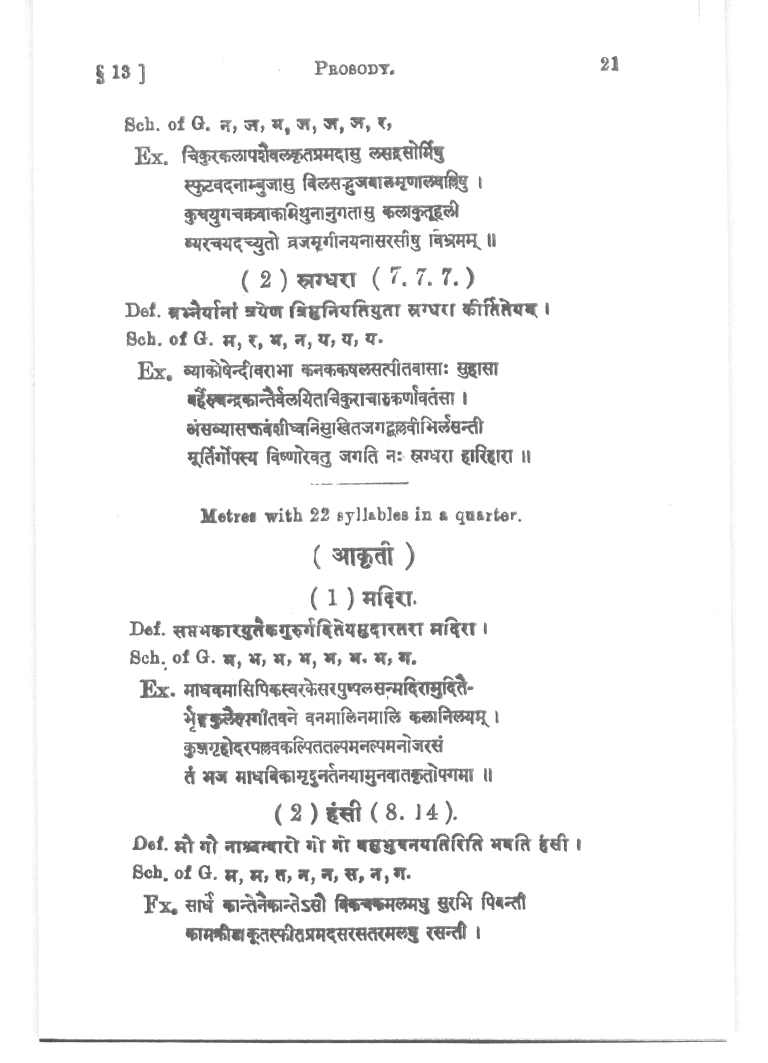 § 13 ] PROSODY. 21
Sch. of G. न, ज, भ, ज, ज, ज, र,
Ex. चिकुरकलापशैवलकृतप्रमदासु लसद्रसोर्मिषु
स्फुटवदनाम्बुजासु विलसद्भुजबालमृणालवल्लिषु ।
कुचयुगचक्रवाकमिथुनानुगतासु कलाकुतूहली
व्यरचयदच्युतो व्रजमृगीनयनासरसीषु विभ्रमम् ॥
( 2 ) स्रग्धरा ( 7. 7. 7. )
Def. म्रभ्नैर्यानां त्रयेण त्रिमुनियतियुता स्रग्धरा कीर्तितेयम् ।
Sch. of G. म, र, भ, न, य, य, य.
Ex. व्याकोषेन्दीवराभा कनककषलसत्पीतवासाः सुहासा
बर्हैश्चन्द्रकान्तैर्वलयितचिकुराचारुकर्णावतंसा ।
अंसव्यासक्तवंशीध्वनिसुखितजगद्वल्लवीभिर्लसन्ती
मूर्तिर्गोपस्य विष्णोरवतु जगति नः स्रग्धरा हारिहारा ॥
Metres with 22 syllables in a quarter.
( आकृती )
( 1 ) मदिरा.
Def. सप्तभकारयुतैकगुरुर्गदितेयमुदारतरा मदिरा ।
Sch. of G. भ, भ, भ, भ, भ, भ. भ, ग.
Ex. माधवमासिपिकस्वरकेसरपुष्पलसन्मदिरामुदितै-
र्भृङ्गकुलैरुपगीतवने वनमालिनमालि कलानिलयम् ।
कुञ्जगृहोदरपल्लवकल्पिततल्पमनल्पमनोजरसं
तं भज माधविकामृदुनर्तनयामुनवातकृतोपगमा ॥
( 2 ) हंसी ( 8. 14 ).
Def. मौ गौ नाश्चत्वारो गो गो वसुभुवनयतिरिति भवति हंसी ।
Sch. of G. म, म, त, न, न, स, न, ग.
Ex. सार्धं कान्तेनैकान्तेऽसौ विकचकमलमधु सुरभि पिबन्ती
कामक्रीडाकूतस्फीतप्रमदसरसतरमलघु रसन्ती ।